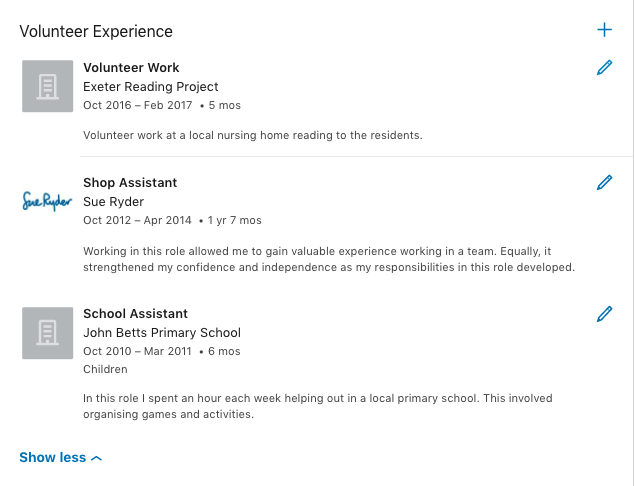 Volunteer Experience
Volunteer Work
Exeter Reading Project
Oct 2016 – Feb 2017 • 5 mos
Volunteer work at a local nursing home reading to the residents.
Shop Assistant
Sue Ryder
Sue Ryder
Oct 2012 – Apr 2014 • 1 yr 7 mos
Working in this role allowed me to gain valuable experience working in a team. Equally, it
strengthened my confidence and independence as my responsibilities in this role developed.
School Assistant
John Betts Primary School
Oct 2010 – Mar 2011 • 6 mos
Children
In this role I spent an hour each week helping out in a local primary school. This involved
organising games and activities.
Show less